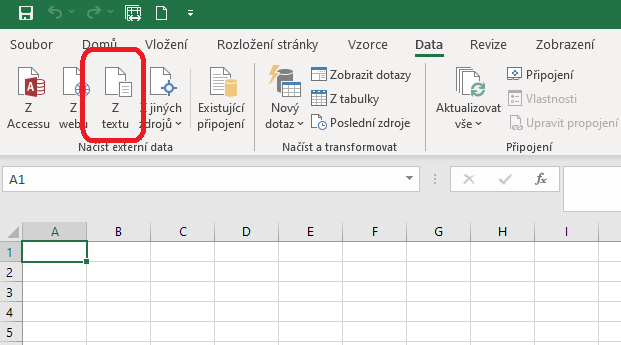 Soubor Domů Vložení Rozložení stránky Vzorce Data Revize Zobrazení
Z Accessu
Z webu
Z textu
Z jiných zdrojů
Existující připojení
Načíst externí data
Nový dotaz
Zobrazit dotazy
Z tabulky
Poslední zdroje
Načíst a transformovat
Aktualizovat vše
Připojení
Vlastnosti
Upravit propojení
Připojení
A1
fx
A B C D E F G H I
1
2
3
4
5